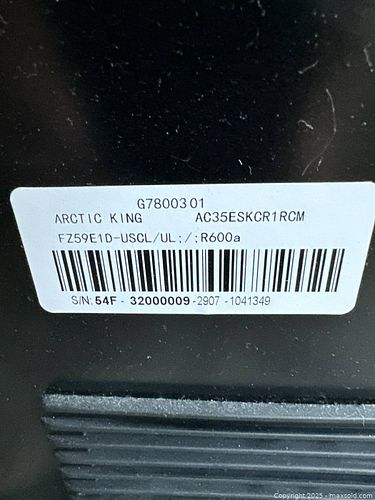 G7800301
ARCTIC KING AC35ESKCR1RCM
FZ59E1D-USCL/UL;/;R600a
S/N: 54F - 32000009-2907 -1041349
Copyright 2025 - maxsold.com